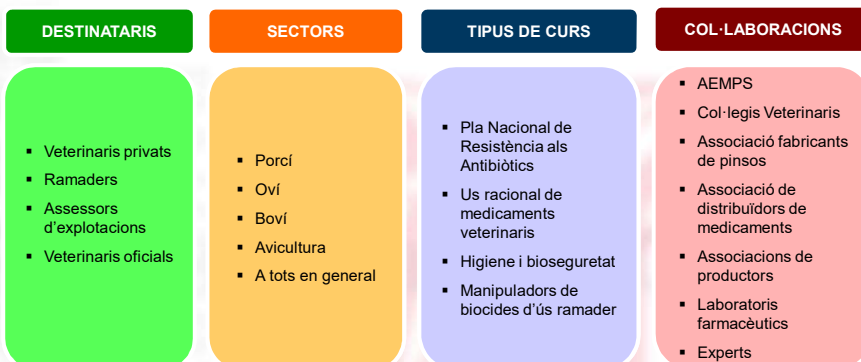 DESTINATARIS
Veterinaris privats
Ramaders
Assessors
d'explotacions
Veterinaris oficials
SECTORS
Porcí
Oví
Boví
Avicultura
A tots en general
TIPUS DE CURS
Pla Nacional de
Resistència als
Antibiòtics
Us racional de
medicaments
veterinaris
Higiene i bioseguretat
Manipuladors de
biocides d'ús ramader
COL·LABORACIONS
AEMPS
Col·legis Veterinaris
Associació fabricants
de pinsos
Associació de
distribuïdors de
medicaments
Associacions de
productors
Laboratoris
farmacèutics
Experts